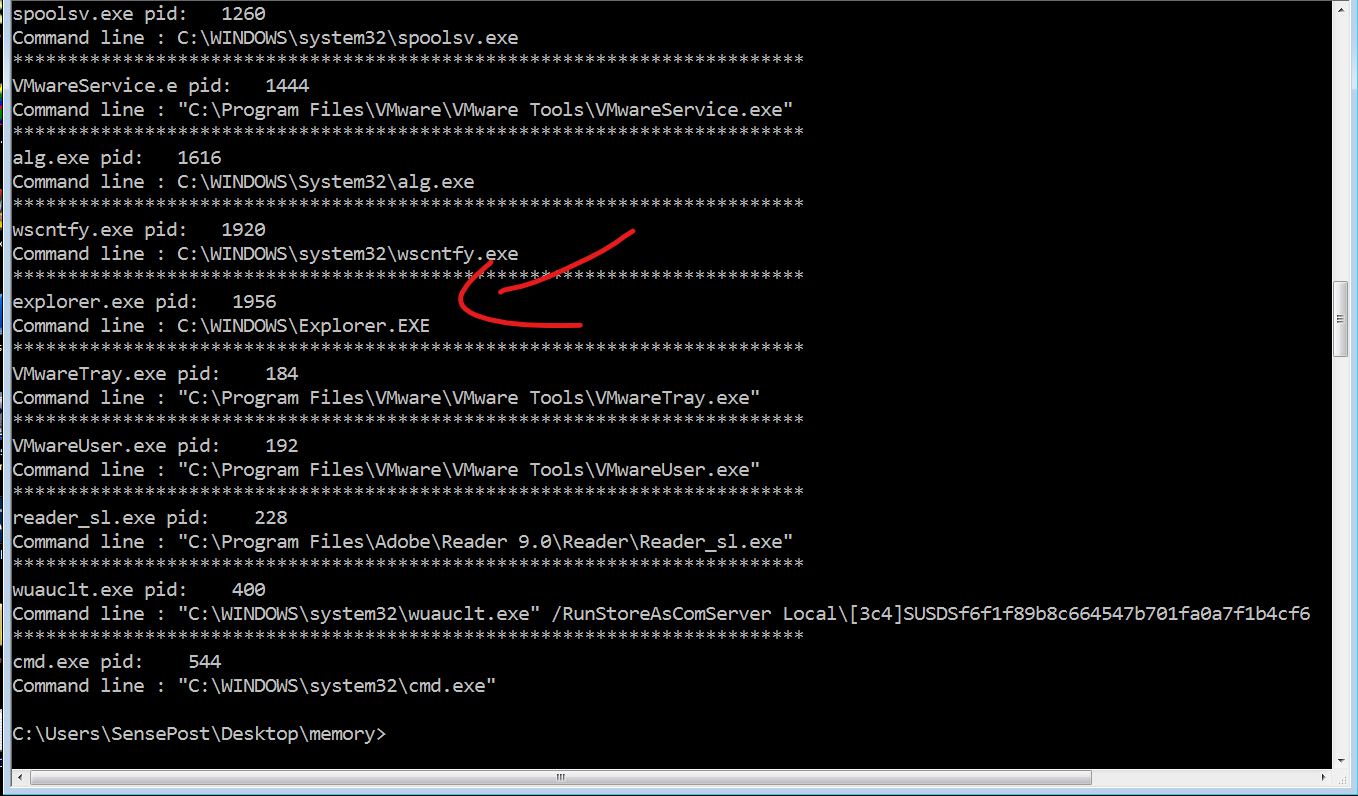 spoolsv.exe pid:   1260
Command line : C:\WINDOWS\system32\spoolsv.exe
************************************************************************
VMwareService.e pid:   1444
Command line : "C:\Program Files\VMware\VMware Tools\VMwareService.exe"
************************************************************************
alg.exe pid:   1616
Command line : C:\WINDOWS\System32\alg.exe
************************************************************************
wscntfy.exe pid:   1920
Command line : C:\WINDOWS\system32\wscntfy.exe
************************************************************************
explorer.exe pid:   1956
Command line : C:\WINDOWS\Explorer.EXE
************************************************************************
VMwareTray.exe pid:    184
Command line : "C:\Program Files\VMware\VMware Tools\VMwareTray.exe"
************************************************************************
VMwareUser.exe pid:    192
Command line : "C:\Program Files\VMware\VMware Tools\VMwareUser.exe"
************************************************************************
reader_sl.exe pid:    228
Command line : "C:\Program Files\Adobe\Reader 9.0\Reader\Reader_sl.exe"
************************************************************************
wuauclt.exe pid:    400
Command line : "C:\WINDOWS\system32\wuauclt.exe" /RunStoreAsComServer Local\[3c4]SUSDSf6f1f89b8c664547b701fa0a7f1b4cf6
************************************************************************
cmd.exe pid:    544
Command line : "C:\WINDOWS\system32\cmd.exe"
C:\Users\SensePost\Desktop\memory>